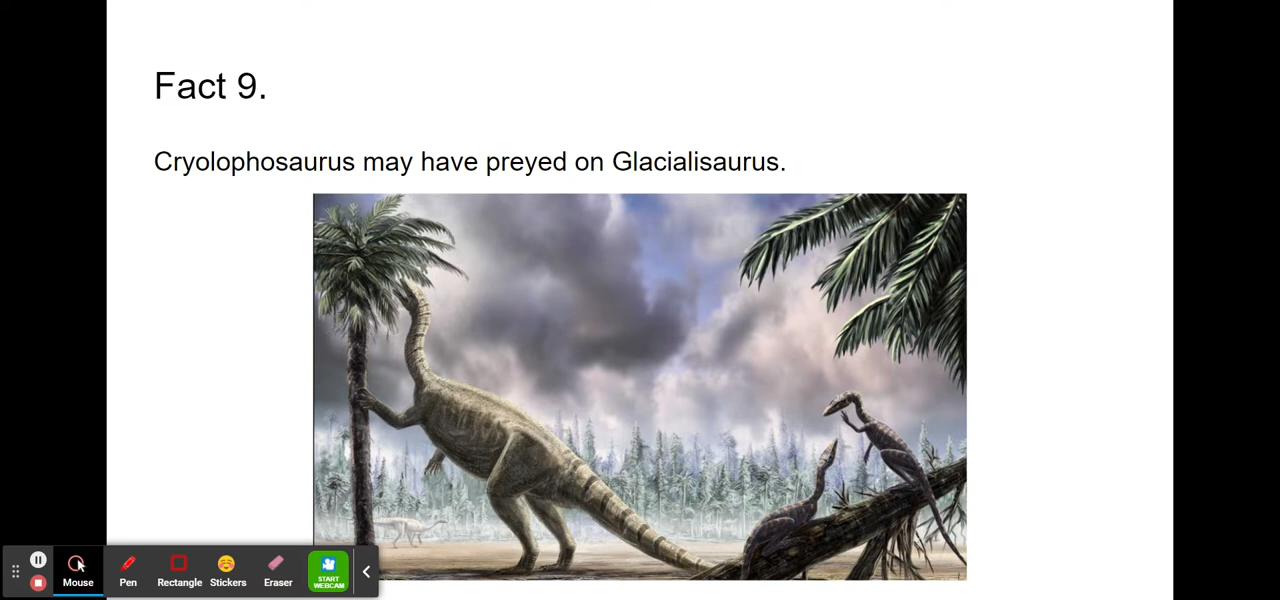 Fact 9.
Cryolophosaurus may have preyed on Glacialisaurus.
Mouse
Pen
Rectangle
Stickers
Eraser
START
WEBCAM